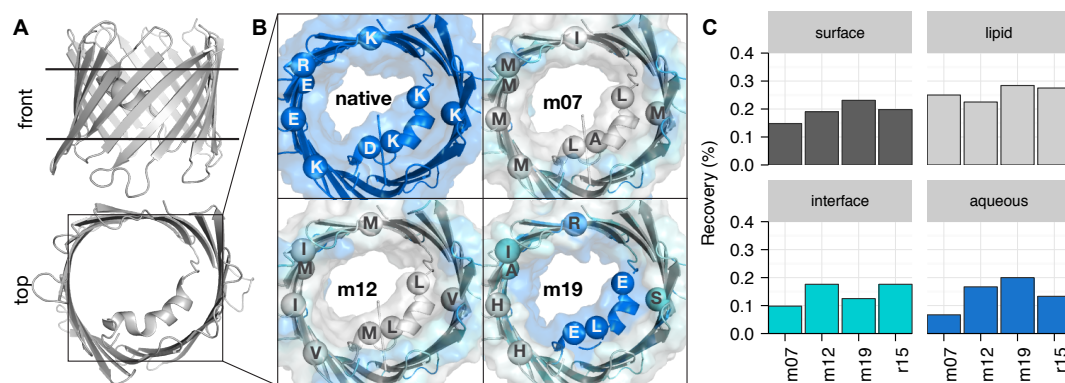 A
front
top
B
native
K
R
E
E
K
K
K
K
D
m07
I
M
M
M
M
L
M
A
L
m12
M
I
M
I
V
L
V
L
M
m19
R
I
A
H
H
E
S
L
E
C
Recovery (%)
surface
lipid
0.4
0.3
0.2
0.1
0.0
interface
aqueous
0.4
0.3
0.2
0.1
0.0
m07
m12
m19
r15
m07
m12
m19
r15